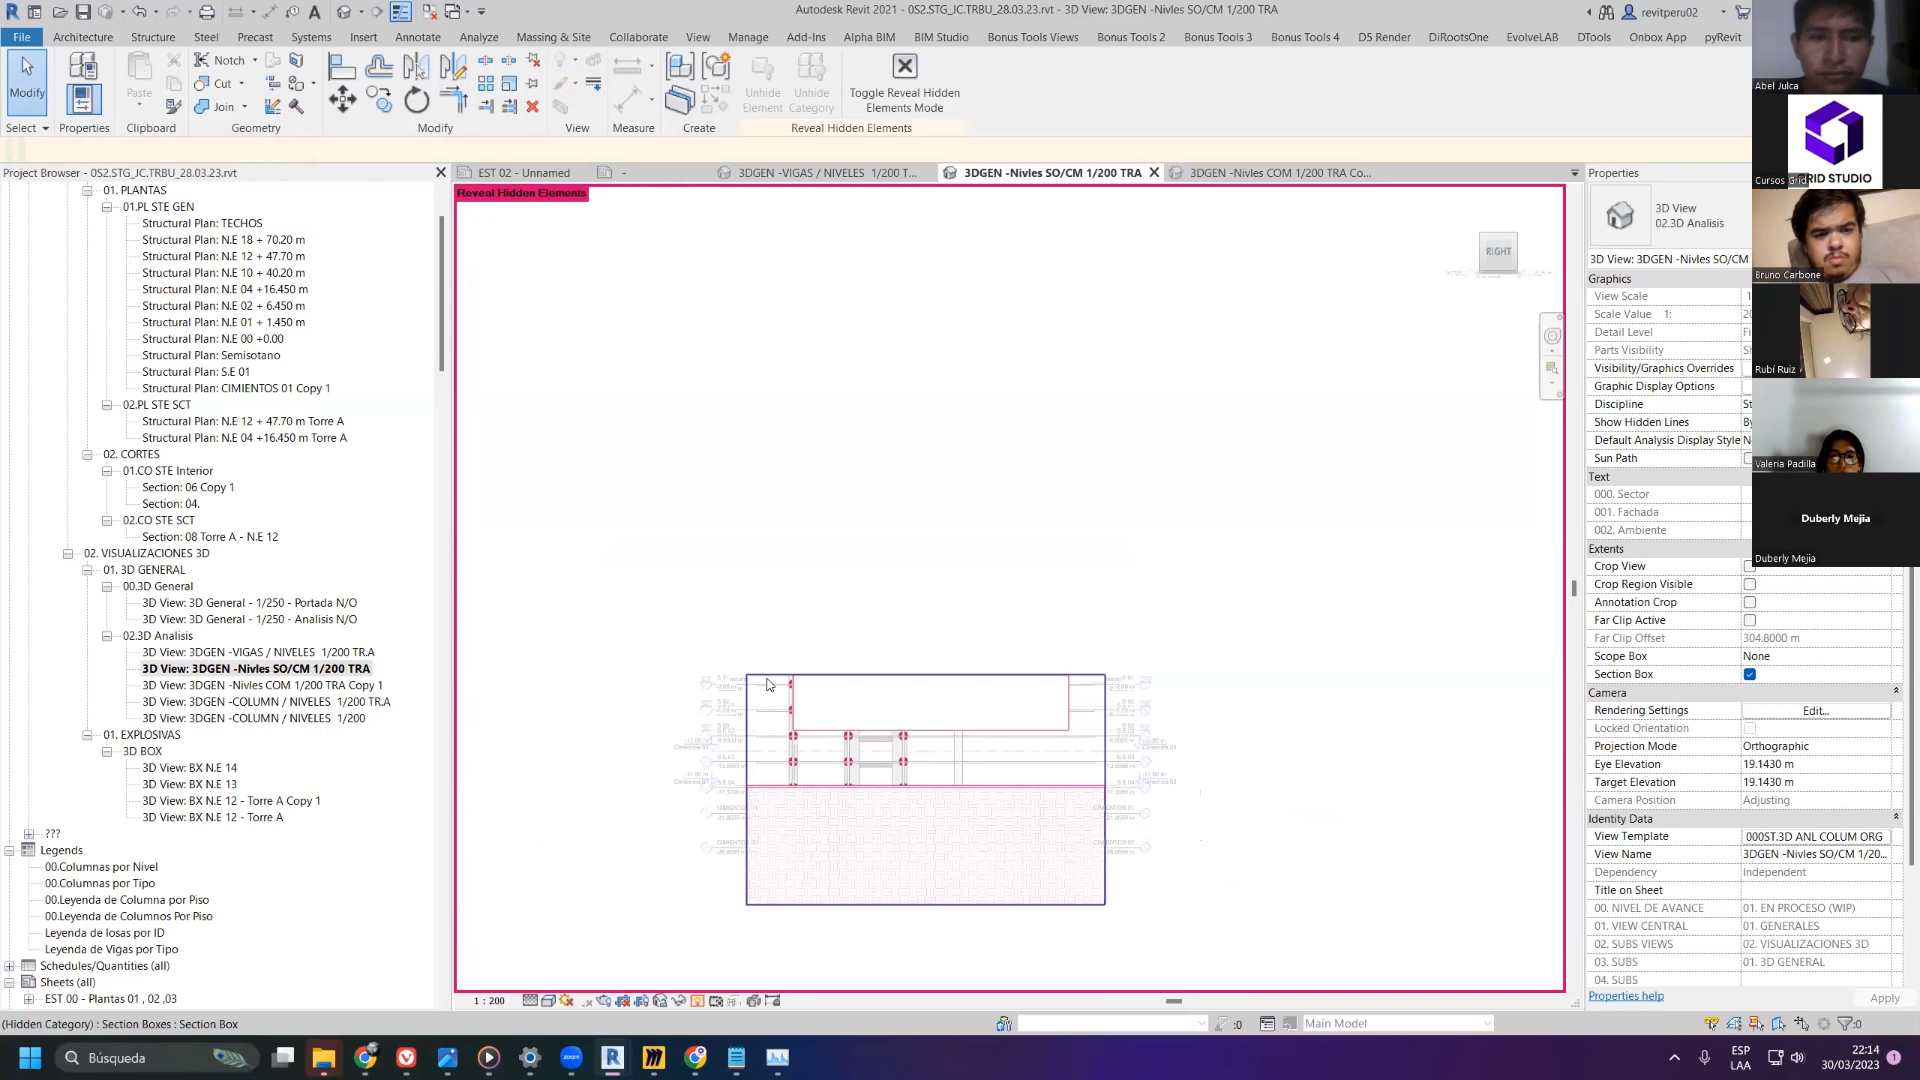 Autodesk Revit 2021 - 0S2.STG_JC.TRBU_28.03.23.rvt - 3D View: 3DGEN -Nivles SO/CM 1/200 TRA
revitperu02
File
Architecture
Structure
Steel
Precast
Systems
Insert
Annotate
Analyze
Massing & Site
Collaborate
View
Manage
Add-Ins
Alpha BIM
BIM Studio
Bonus Tools Views
Bonus Tools 2
Bonus Tools 3
Bonus Tools 4
D5 Render
DiRootsOne
EvolveLAB
DTools
Onbox App
pyRevit
Modify
Paste
Notch
Cut
Join
Unhide Element
Unhide Category
Toggle Reveal Hidden
Elements Mode
Select
Properties
Clipboard
Geometry
Modify
View
Measure
Create
Reveal Hidden Elements
Project Browser - 0S2.STG_JC.TRBU_28.03.23.rvt
01. PLANTAS
01.PL STE GEN
Structural Plan: TECHOS
Structural Plan: N.E 18 + 70.20 m
Structural Plan: N.E 12 + 47.70 m
Structural Plan: N.E 10 + 40.20 m
Structural Plan: N.E 04 +16.450 m
Structural Plan: N.E 02 + 6.450 m
Structural Plan: N.E 01 + 1.450 m
Structural Plan: N.E 00 +0.00
Structural Plan: Semisotano
Structural Plan: S.E 01
Structural Plan: CIMIENTOS 01 Copy 1
02.PL STE SCT
Structural Plan: N.E 12 + 47.70 m Torre A
Structural Plan: N.E 04 +16.450 m Torre A
02. CORTES
01.CO STE Interior
Section: 06 Copy 1
Section: 04.
02.CO STE SCT
Section: 08 Torre A - N.E 12
02. VISUALIZACIONES 3D
01. 3D GENERAL
00.3D General
3D View: 3D General - 1/250 - Portada N/O
3D View: 3D General - 1/250 - Analisis N/O
02.3D Analisis
3D View: 3DGEN -VIGAS / NIVELES  1/200 TR.A
3D View: 3DGEN -Nivles SO/CM 1/200 TRA
3D View: 3DGEN -Nivles COM 1/200 TRA Copy 1
3D View: 3DGEN -COLUMN / NIVELES  1/200 TR.A
3D View: 3DGEN -COLUMN / NIVELES  1/200
01. EXPLOSIVAS
3D BOX
3D View: BX N.E 14
3D View: BX N.E 13
3D View: BX N.E 12 - Torre A Copy 1
3D View: BX N.E 12 - Torre A
???
Legends
00.Columnas por Nivel
00.Columnas por Tipo
00.Leyenda de Columna por Piso
00.Leyenda de Columnos Por Piso
Leyenda de losas por ID
Leyenda de Vigas por Tipo
Schedules/Quantities (all)
Sheets (all)
EST 00 - Plantas 01 , 02 ,03
EST 02 - Unnamed
-
3DGEN -VIGAS / NIVELES  1/200 T...
3DGEN -Nivles SO/CM 1/200 TRA
3DGEN -Nivles COM 1/200 TRA Co...
Reveal Hidden Elements
RIGHT
1 : 200
Properties
3D View
02.3D Analisis
3D View: 3DGEN -Nivles SO/CM
Graphics
View Scale
Scale Value    1:
Detail Level
Parts Visibility
Visibility/Graphics Overrides
Graphic Display Options
Discipline
Show Hidden Lines
Default Analysis Display Style
Sun Path
Text
000. Sector
001. Fachada
002. Ambiente
Extents
Crop View
Crop Region Visible
Annotation Crop
Far Clip Active
Far Clip Offset 304.8000 m
Scope Box None
Section Box
Camera
Rendering Settings Edit...
Locked Orientation
Projection Mode Orthographic
Eye Elevation 19.1430 m
Target Elevation 19.1430 m
Camera Position Adjusting
Identity Data
View Template 000ST.3D ANL COLUM ORG
View Name 3DGEN -Nivles SO/CM 1/20...
Dependency Independent
Title on Sheet
00. NIVEL DE AVANCE 01. EN PROCESO (WIP)
01. VIEW CENTRAL 01. GENERALES
02. SUBS VIEWS 02. VISUALIZACIONES 3D
03. SUBS 01. 3D GENERAL
04. SUBS
Properties help
Apply
Abel Julca
GRID STUDIO
Cursos Grid
Bruno Carbone
Rubí Ruiz
Valeria Padilla
Duberly Mejia
Duberly Mejia
(Hidden Category) : Section Boxes : Section Box
:0
Main Model
:0
Búsqueda
zoom
ESP
LAA
22:14
30/03/2023
1